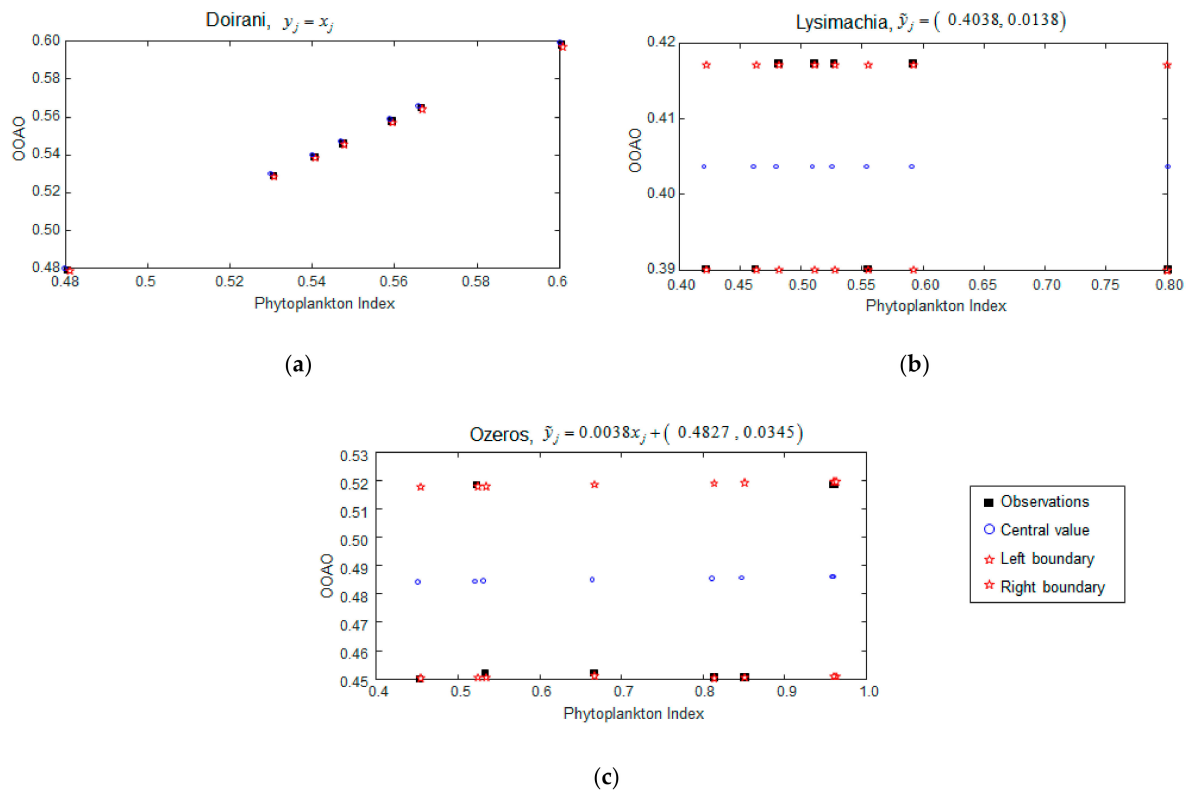 Doirani, yⱼ = xⱼ
0.60
0.58
0.56
0.54
0.52
0.50
0.48
OOAO
0.48 0.5 0.52 0.54 0.56 0.58 0.6
Phytoplankton Index
(a)
Lysimachia, ỹⱼ = ( 0.4038, 0.0138)
0.42
0.41
0.40
0.39
OOAO
0.40 0.45 0.50 0.55 0.60 0.65 0.70 0.75 0.80
Phytoplankton Index
(b)
Ozeros, ỹⱼ = 0.0038xⱼ + ( 0.4827 , 0.0345)
0.53
0.52
0.51
0.50
0.49
0.48
0.47
0.46
0.45
OOAO
0.4 0.5 0.6 0.7 0.8 0.9 1.0
Phytoplankton Index
Observations
Central value
Left boundary
Right boundary
(c)